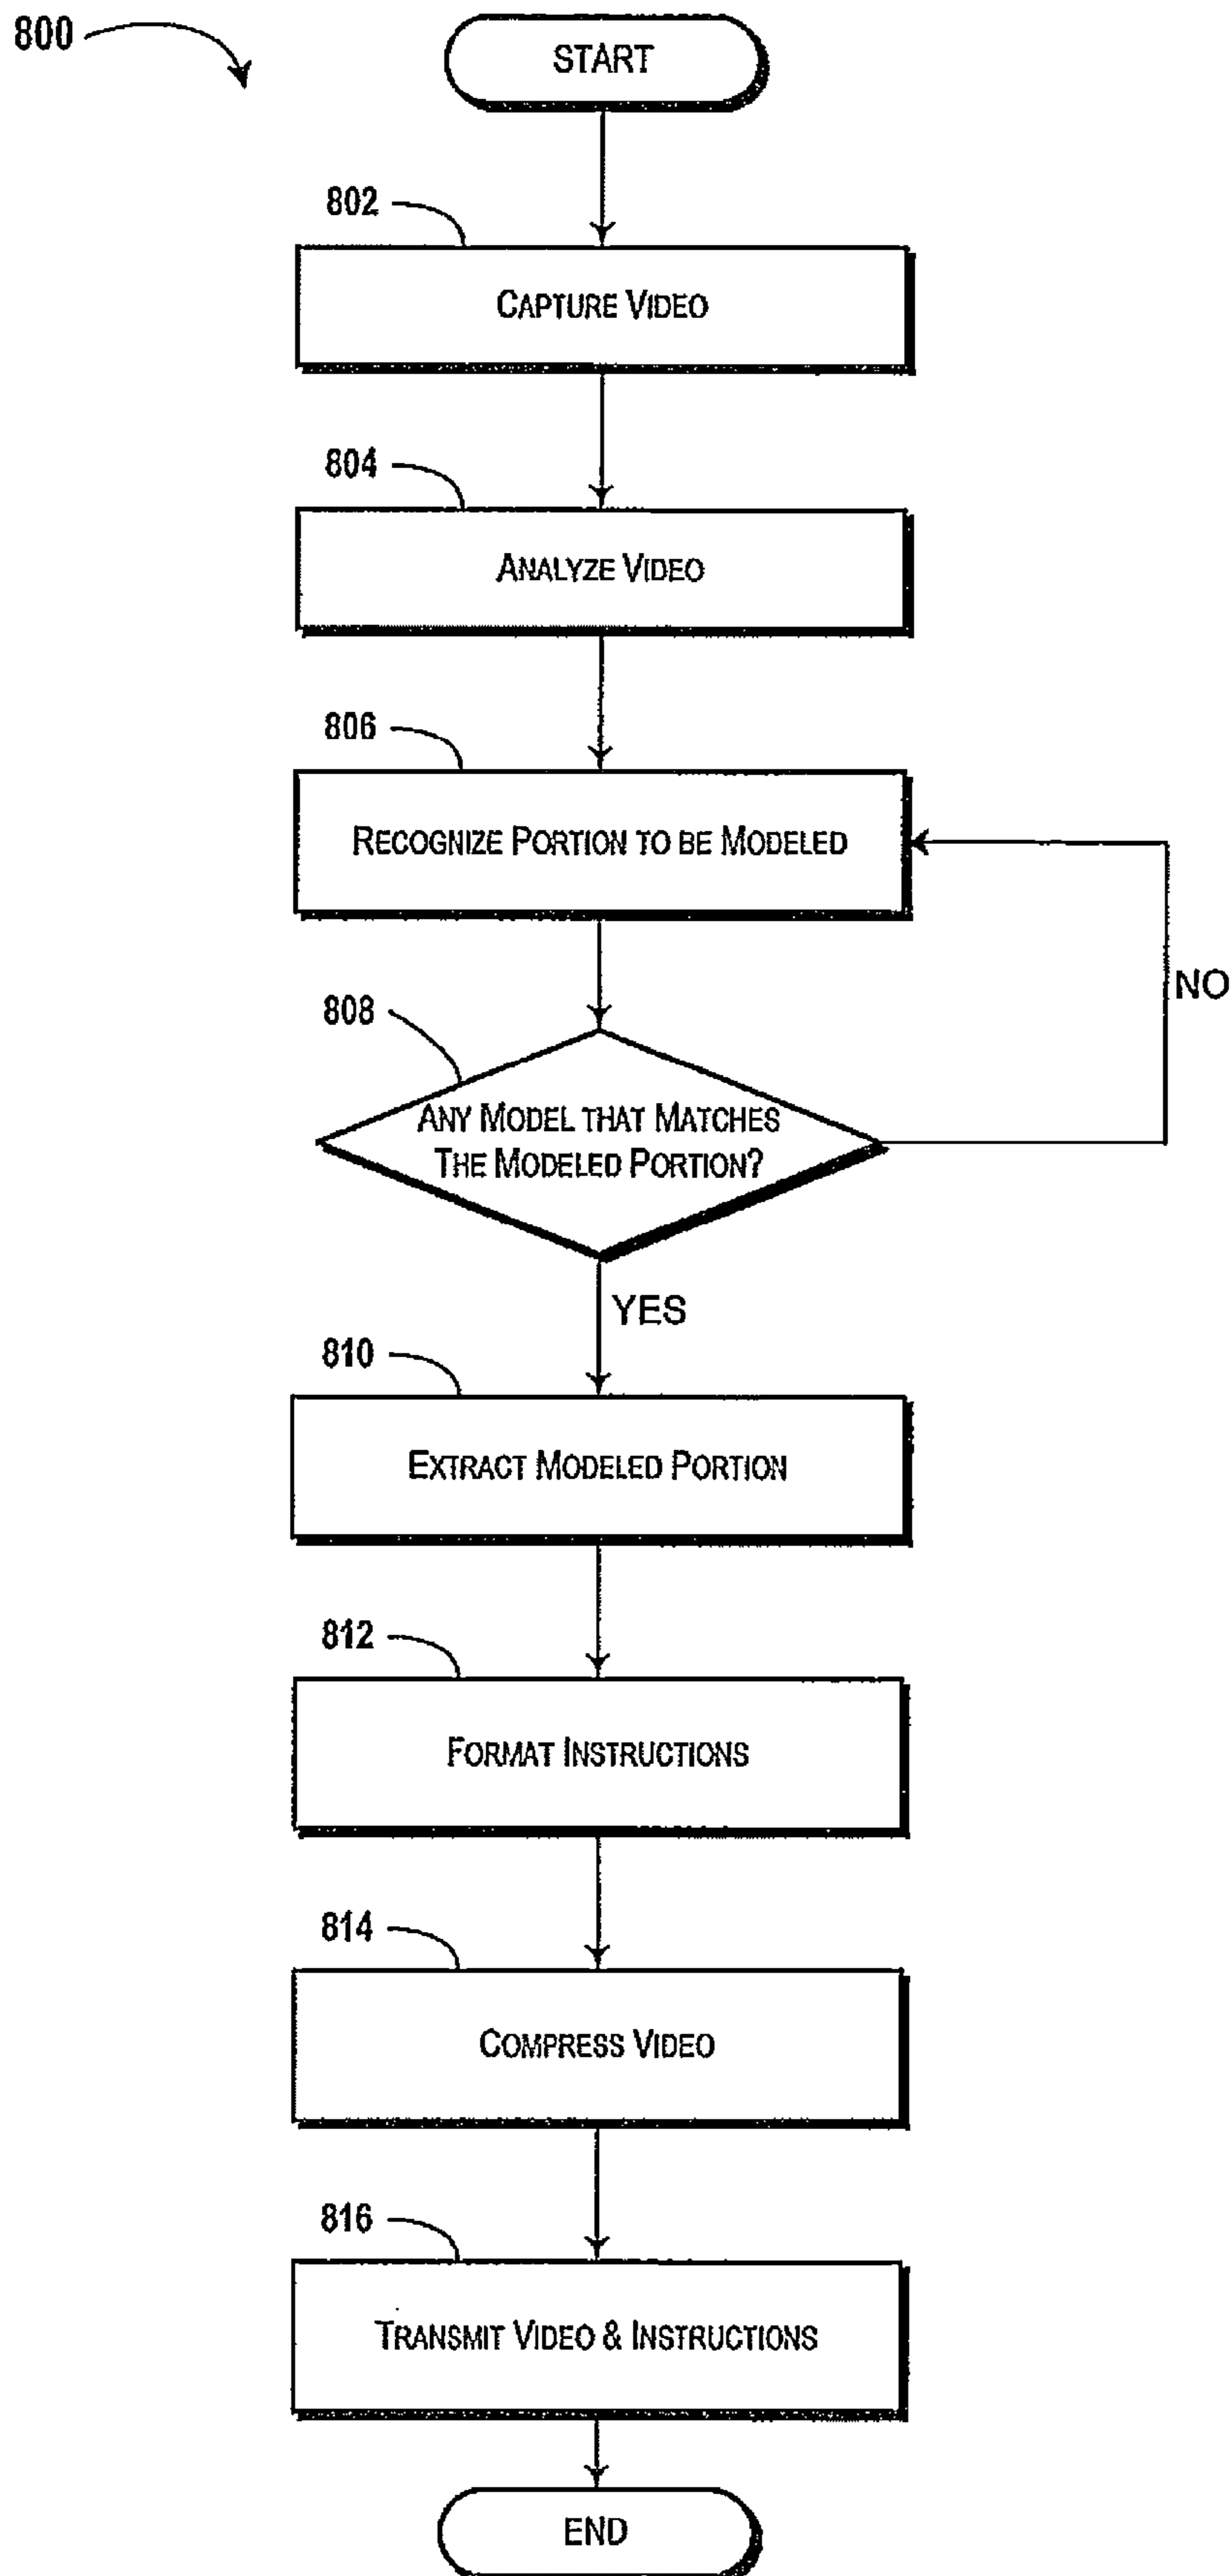 800
START
802
CAPTURE VIDEO
804
ANALYZE VIDEO
806
RECOGNIZE PORTION TO BE MODELED
NO
808
ANY MODEL THAT MATCHES
THE MODELED PORTION?
YES
810
EXTRACT MODELED PORTION
812
FORMAT INSTRUCTIONS
814
COMPRESS VIDEO
816
TRANSMIT VIDEO & INSTRUCTIONS
END